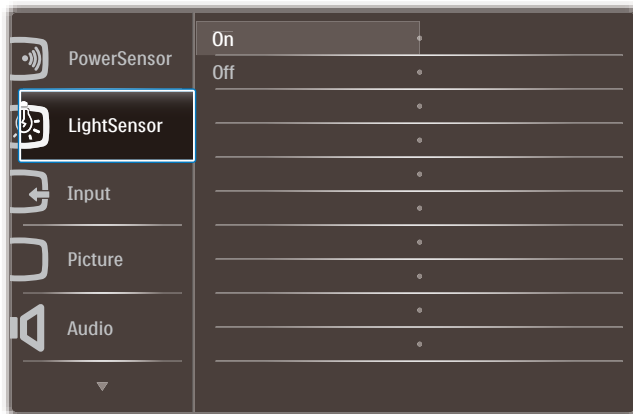 PowerSensor
LightSensor
Input
Picture
Audio
On
Off